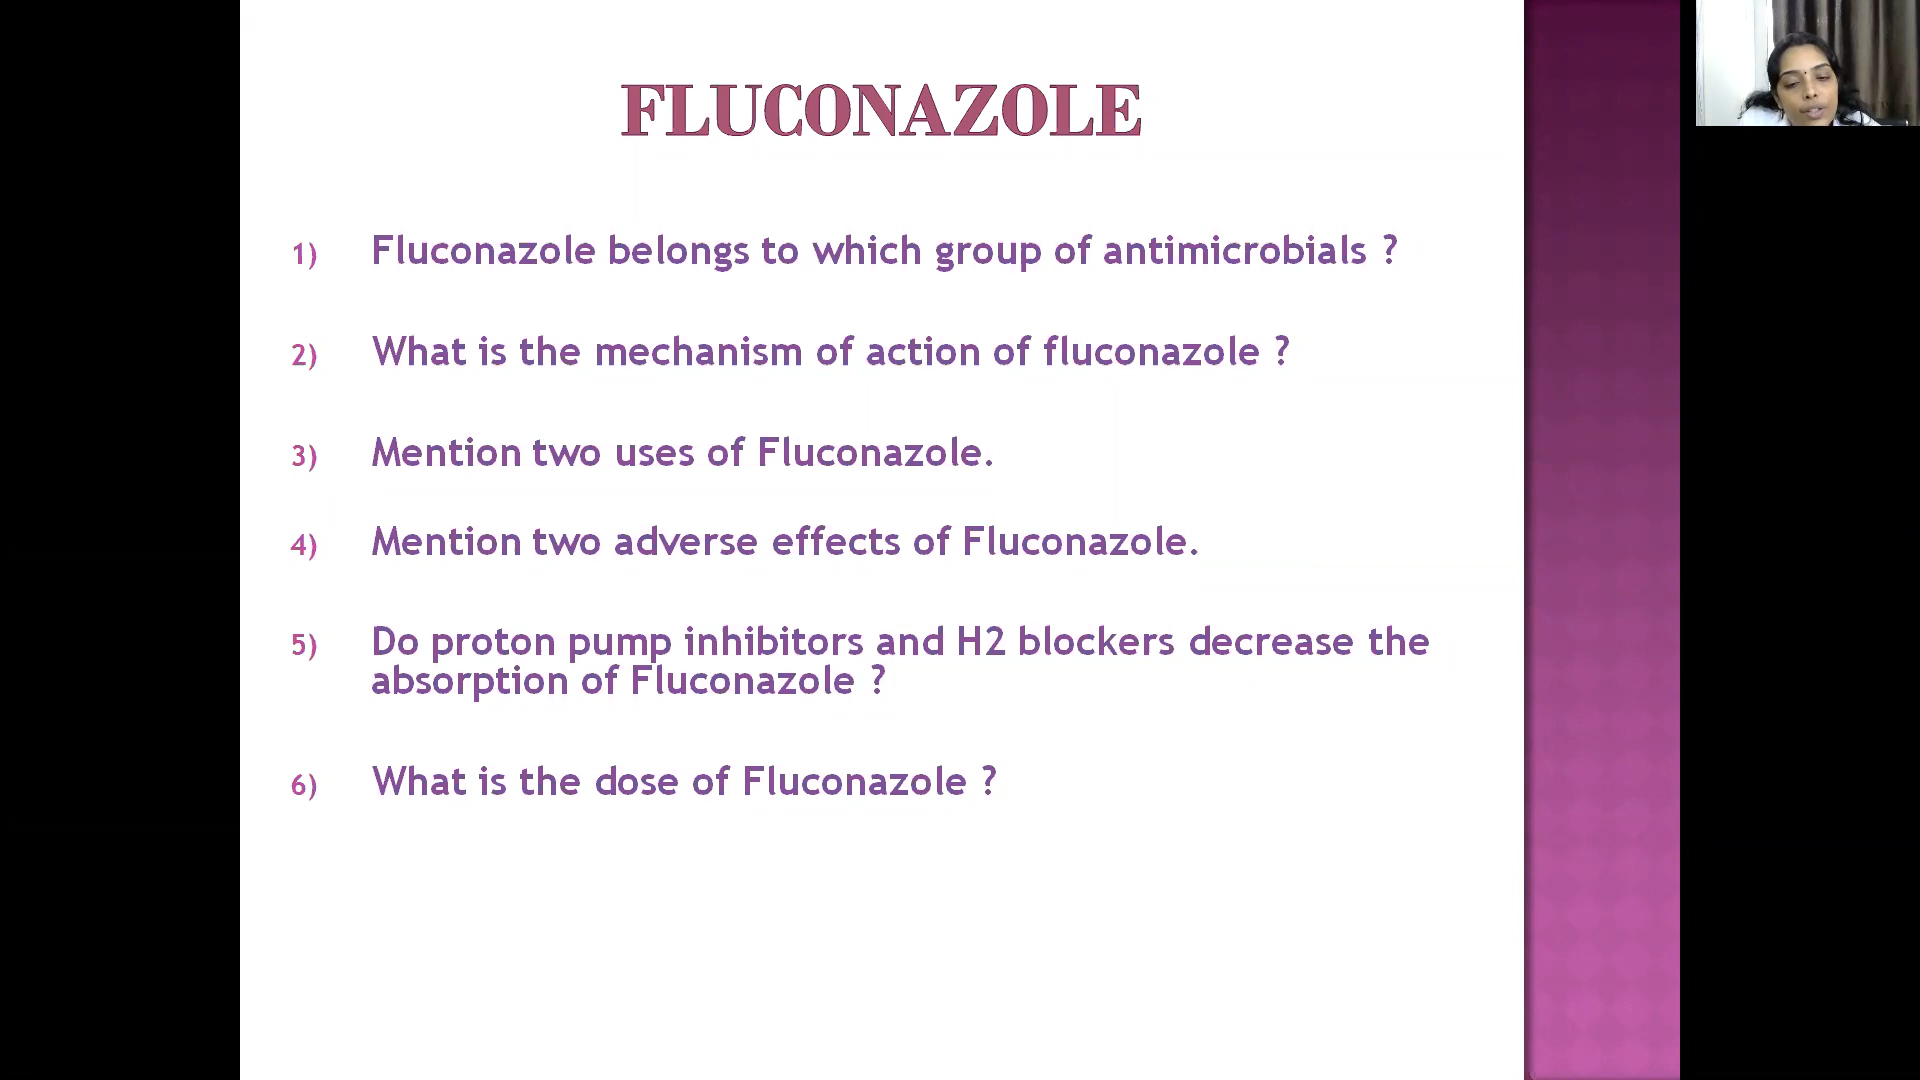 FLUCONAZOLE
1) Fluconazole belongs to which group of antimicrobials ?
2) What is the mechanism of action of fluconazole ?
3) Mention two uses of Fluconazole.
4) Mention two adverse effects of Fluconazole.
5) Do proton pump inhibitors and H2 blockers decrease the
absorption of Fluconazole ?
6) What is the dose of Fluconazole ?